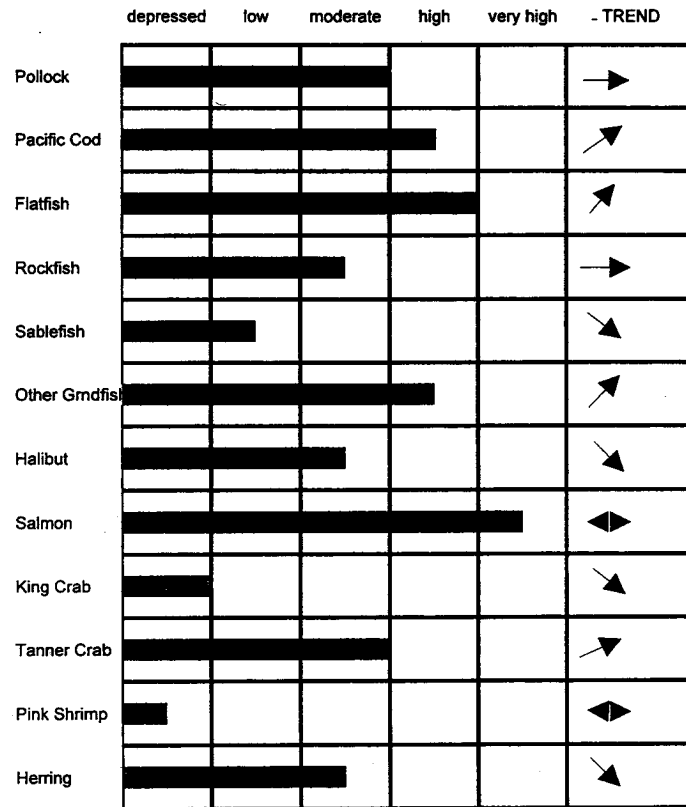 depressed low moderate high very high - TREND
Pollock
Pacific Cod
Flatfish
Rockfish
Sablefish
Other Grndfis
Halibut
Salmon
King Crab
Tanner Crab
Pink Shrimp
Herring